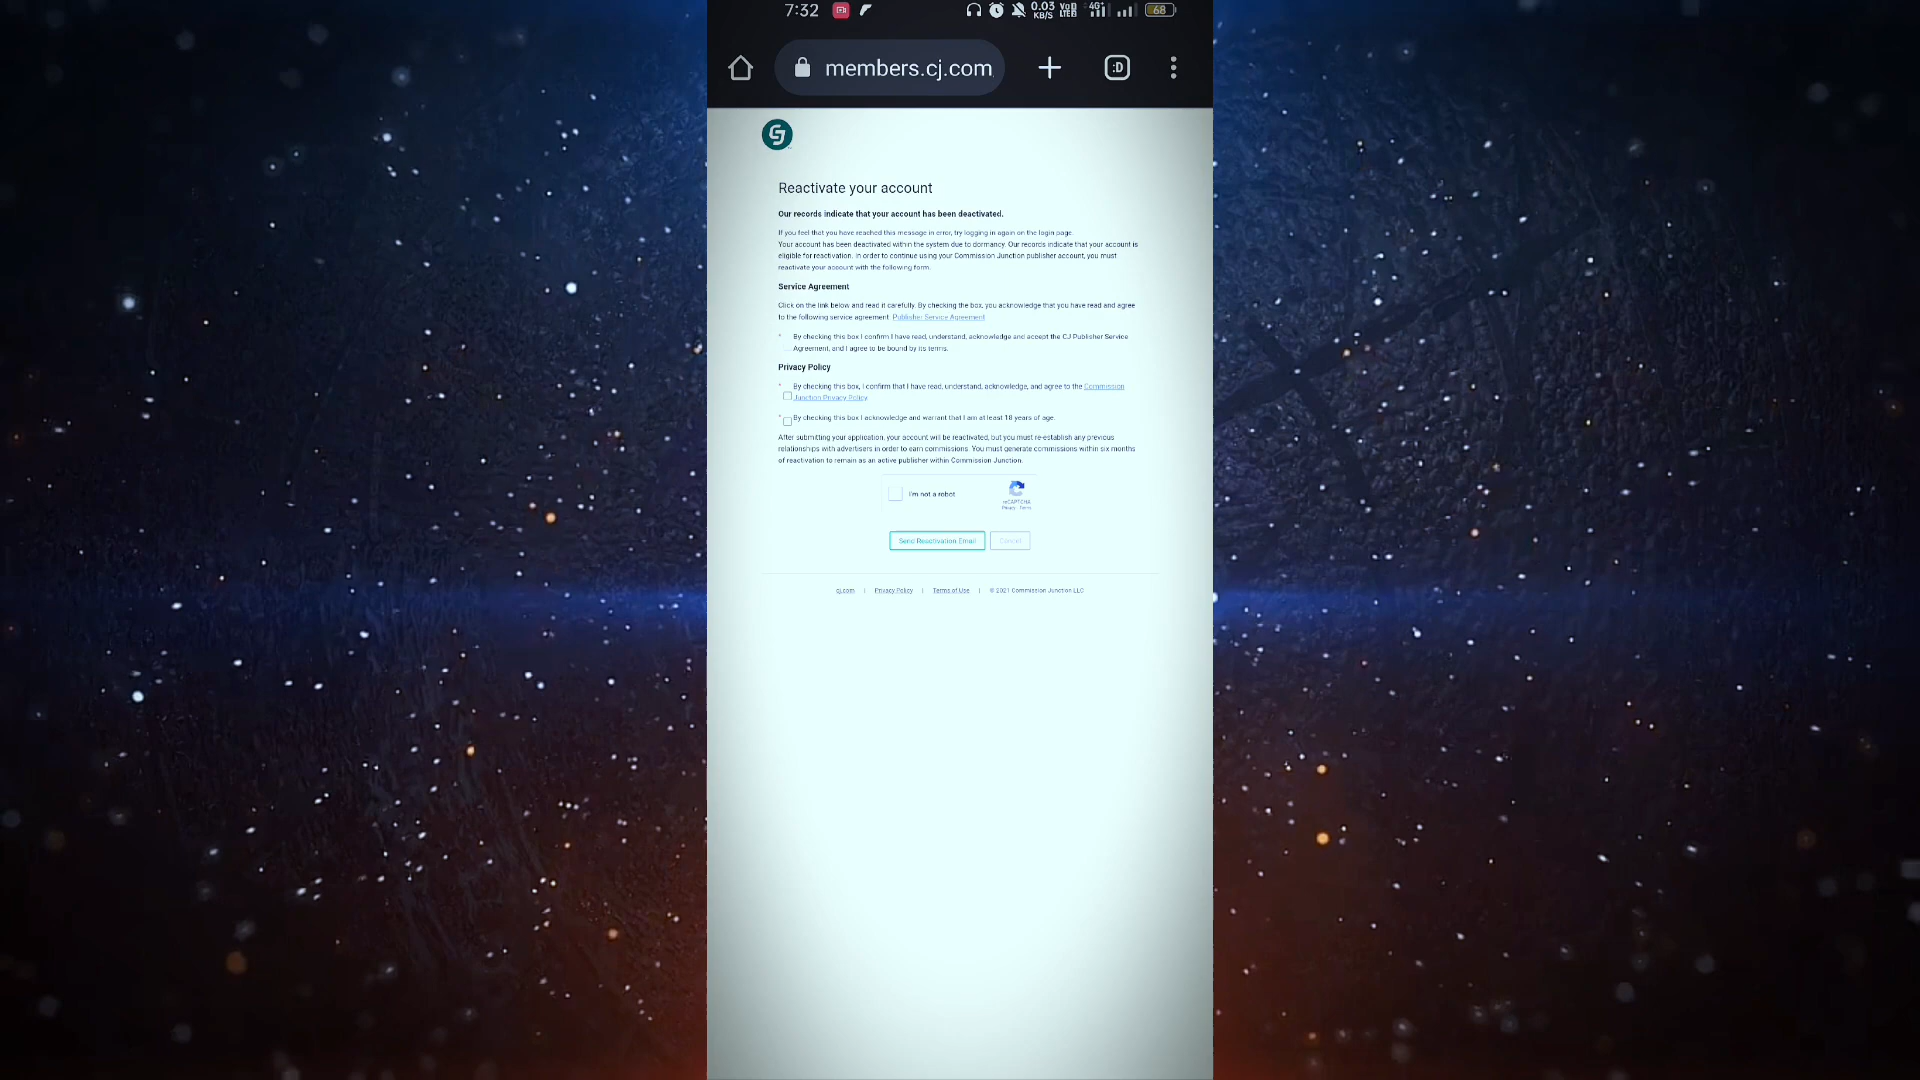 7:32 0.03 KB/S VoD LTE2 4G+ 68
members.cj.com :D
Reactivate your account
Our records indicate that your account has been deactivated.
If you feel that you have reached this message in error, try logging in again on the login page.
Your account has been deactivated within the system due to dormancy. Our records indicate that your account is
eligible for reactivation. In order to continue using your Commission Junction publisher account, you must
reactivate your account with the following form.
Service Agreement
Click on the link below and read it carefully. By checking the box, you acknowledge that you have read and agree
to the following service agreement. Publisher Service Agreement
* By checking this box I confirm I have read, understand, acknowledge and accept the CJ Publisher Service
Agreement, and I agree to be bound by its terms.
Privacy Policy
* By checking this box, I confirm that I have read, understand, acknowledge, and agree to the Commission
Junction Privacy Policy.
* By checking this box I acknowledge and warrant that I am at least 18 years of age.
After submitting your application, your account will be reactivated, but you must re-establish any previous
relationships with advertisers in order to earn commissions. You must generate commissions within six months
of reactivation to remain as an active publisher within Commission Junction.
I'm not a robot
reCAPTCHA
Privacy - Terms
Send Reactivation Email Cancel
cj.com | Privacy Policy | Terms of Use | © 2021 Commission Junction LLC